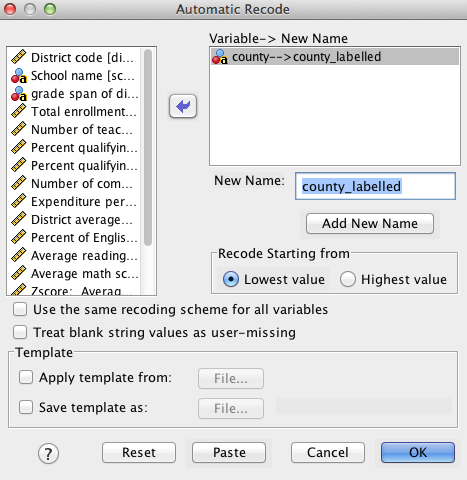 Automatic Recode
Variable-> New Name
District code [di...
School name [sc...
grade span of di...
Total enrollment...
Number of teac...
Percent qualifyin...
Percent qualifyin...
Number of com...
Expenditure per...
District average...
Percent of Englis...
Average reading...
Average math sc...
Zscore: Averag...
county-->county_labelled
New Name:
county_labelled
Add New Name
Recode Starting from
Lowest value
Highest value
Use the same recoding scheme for all variables
Treat blank string values as user-missing
Template
Apply template from:
File...
Save template as:
File...
?
Reset
Paste
Cancel
OK